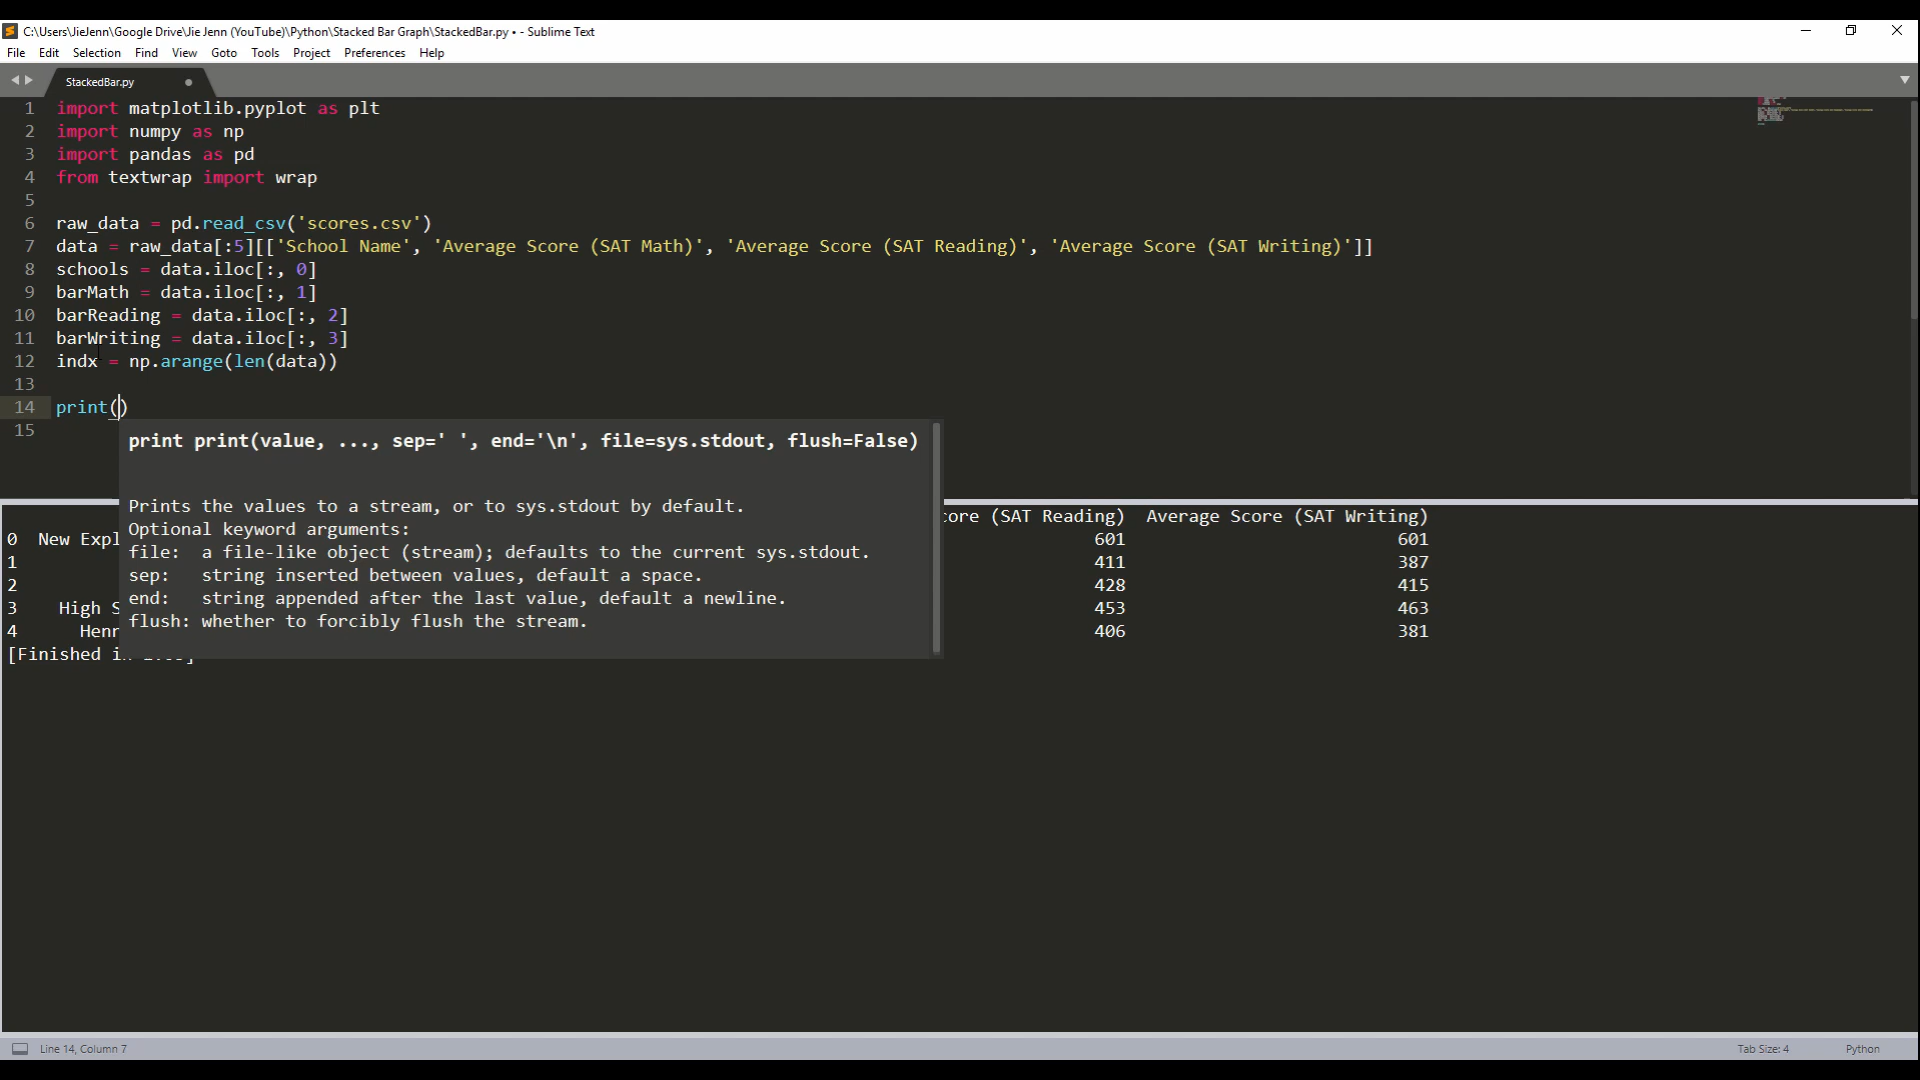 C:\Users\JieJenn\Google Drive\Jie Jenn (YouTube)\Python\Stacked Bar Graph\StackedBar.py • - Sublime Text
File Edit Selection Find View Goto Tools Project Preferences Help
StackedBar.py
1 import matplotlib.pyplot as plt
2 import numpy as np
3 import pandas as pd
4 from textwrap import wrap
5
6 raw_data = pd.read_csv('scores.csv')
7 data = raw_data[:5][['School Name', 'Average Score (SAT Math)', 'Average Score (SAT Reading)', 'Average Score (SAT Writing)']]
8 schools = data.iloc[:, 0]
9 barMath = data.iloc[:, 1]
10 barReading = data.iloc[:, 2]
11 barWriting = data.iloc[:, 3]
12 indx = np.arange(len(data))
13
14 print()
15
print print(value, ..., sep=' ', end='\n', file=sys.stdout, flush=False)
Prints the values to a stream, or to sys.stdout by default.
Optional keyword arguments:
file: a file-like object (stream); defaults to the current sys.stdout.
sep: string inserted between values, default a space.
end: string appended after the last value, default a newline.
flush: whether to forcibly flush the stream.
core (SAT Reading) Average Score (SAT Writing)
0 New Expl 601 601
1 411 387
2 428 415
3 High S 453 463
4 Henr 406 381
[Finished in
Line 14, Column 7 Tab Size: 4 Python